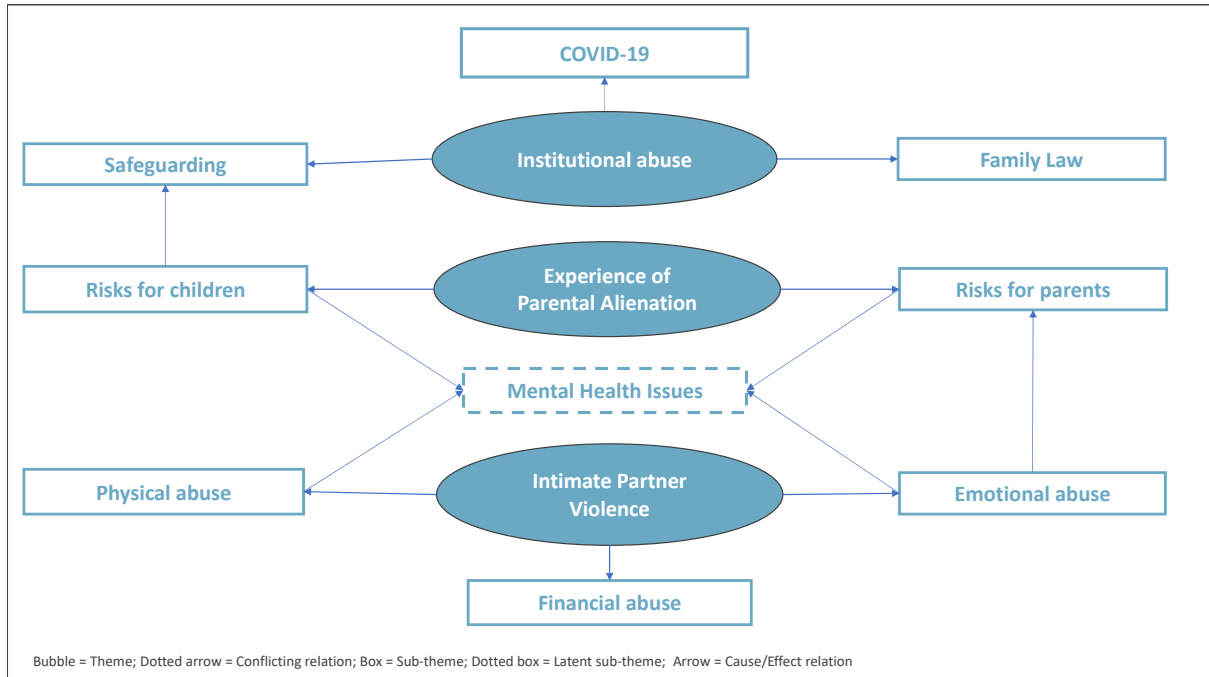 COVID-19
Safeguarding
Institutional abuse
Family Law
Risks for children
Experience of
Parental Alienation
Risks for parents
Mental Health Issues
Physical abuse
Intimate Partner
Violence
Emotional abuse
Financial abuse
Bubble = Theme; Dotted arrow = Conflicting relation; Box = Sub-theme; Dotted box = Latent sub-theme; Arrow = Cause/Effect relation